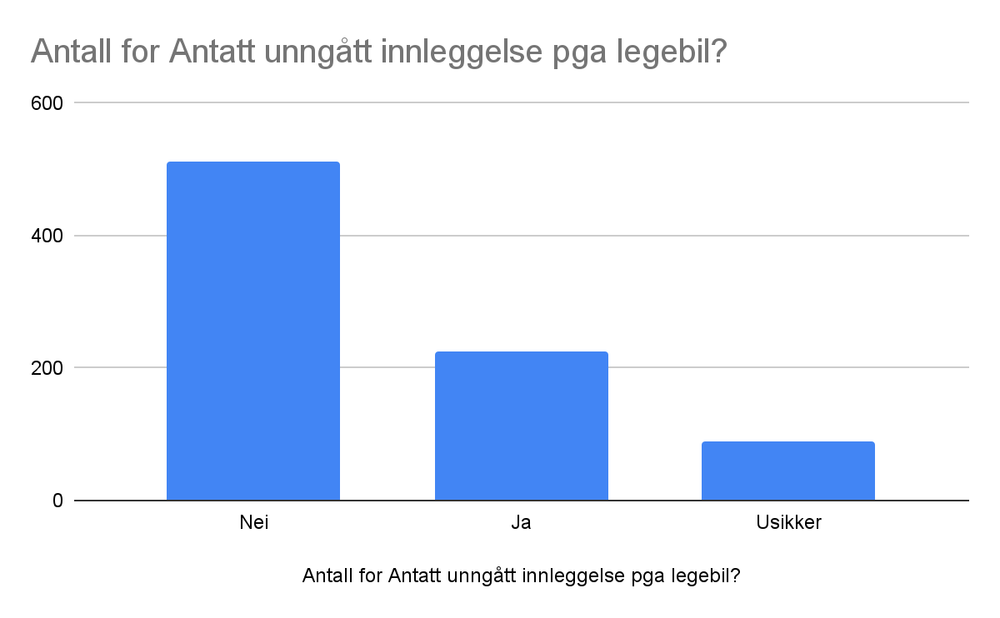 Antall for Antatt unngått innleggelse pga legebil?
600
400
200
0
Nei
Ja
Usikker
Antall for Antatt unngått innleggelse pga legebil?